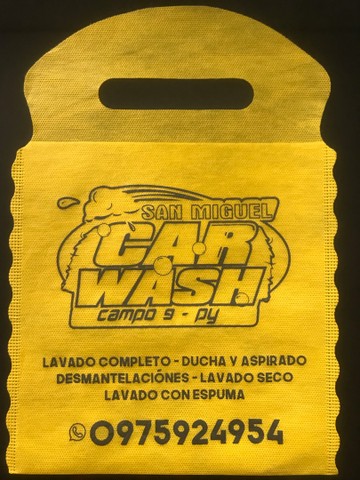 SAN MIGUEL
CAR
WASH
CAMPO 9 - PY
LAVADO COMPLETO - DUCHA Y ASPIRADO
DESMANTELACIÓNES - LAVADO SECO
LAVADO CON ESPUMA
0975924954